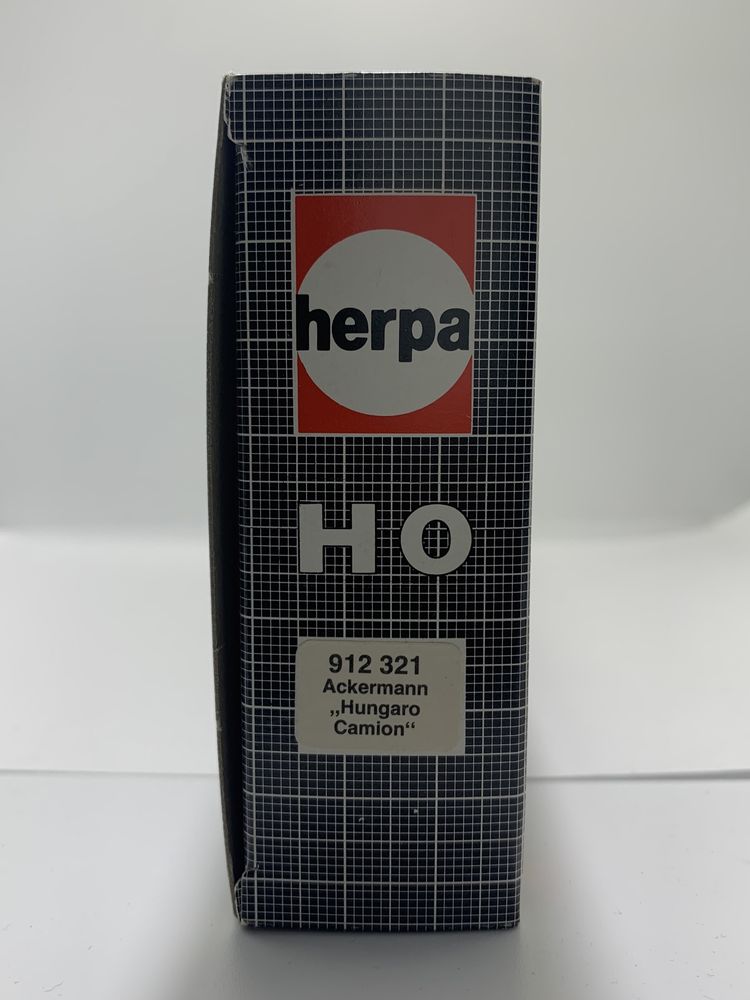 herpa
HO
912 321
Ackermann
„Hungaro
Camion“